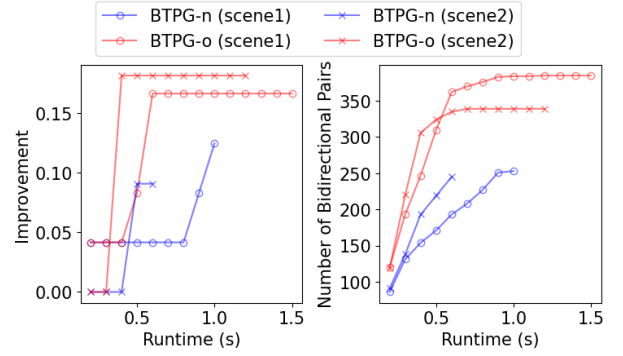 BTPG-n (scene1)
BTPG-o (scene1)
BTPG-n (scene2)
BTPG-o (scene2)
Improvement
0.15
0.10
0.05
0.00
0.5
1.0
1.5
Runtime (s)
Number of Bidirectional Pairs
350
300
250
200
150
100
0.5
1.0
1.5
Runtime (s)